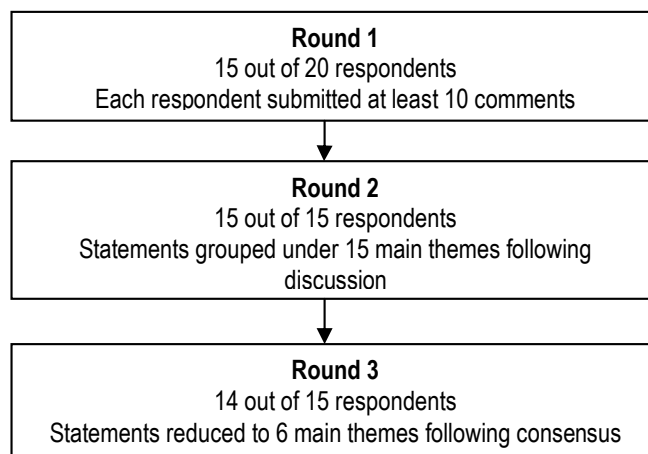 Round 1
15 out of 20 respondents
Each respondent submitted at least 10 comments
Round 2
15 out of 15 respondents
Statements grouped under 15 main themes following
discussion
Round 3
14 out of 15 respondents
Statements reduced to 6 main themes following consensus